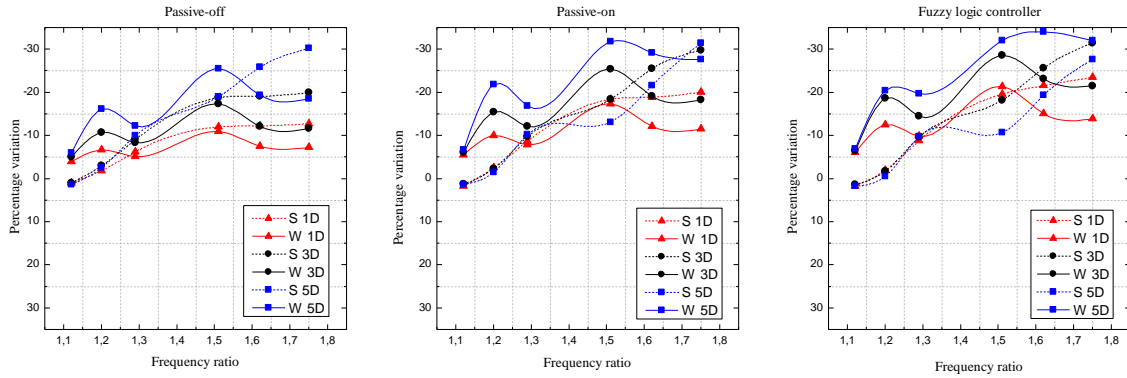 Passive-off
Percentage variation
-30
-20
-10
0
10
20
30
S 1D
W 1D
S 3D
W 3D
S 5D
W 5D
1,1 1,2 1,3 1,4 1,5 1,6 1,7 1,8
Frequency ratio
Passive-on
Percentage variation
-30
-20
-10
0
10
20
30
S 1D
W 1D
S 3D
W 3D
S 5D
W 5D
1,1 1,2 1,3 1,4 1,5 1,6 1,7 1,8
Frequency ratio
Fuzzy logic controller
Percentage variation
-30
-20
-10
0
10
20
30
S 1D
W 1D
S 3D
W 3D
S 5D
W 5D
1,1 1,2 1,3 1,4 1,5 1,6 1,7 1,8
Frequency ratio